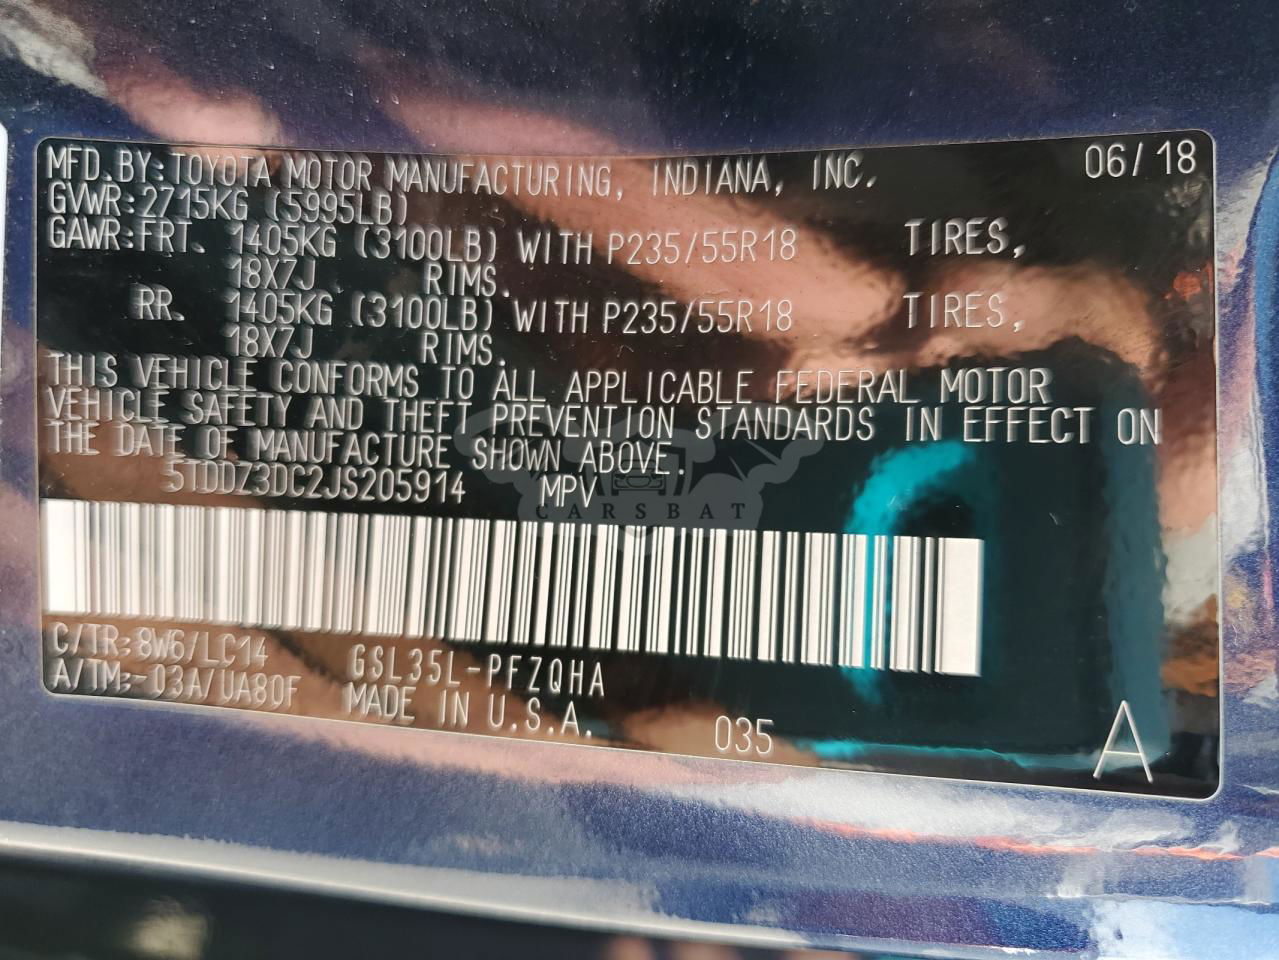 MFD.BY:TOYOTA MOTOR MANUFACTURING, INDIANA, INC. 06/18
GVWR:2715KG (5995LB)
GAWR:FRT. 1405KG (3100LB) WITH P235/55R18 TIRES,
18X7J RIMS.
RR. 1405KG (3100LB) WITH P235/55R18 TIRES,
18X7J RIMS.
THIS VEHICLE CONFORMS TO ALL APPLICABLE FEDERAL MOTOR
VEHICLE SAFETY AND THEFT PREVENTION STANDARDS IN EFFECT ON
THE DATE OF MANUFACTURE SHOWN ABOVE.
5TDDZ3DC2JS205914 MPV
CARSBAT
C/TR:8W6/LC14 GSL35L-PFZQHA
A/TM:-03A/UA80F MADE IN U.S.A. 035 A